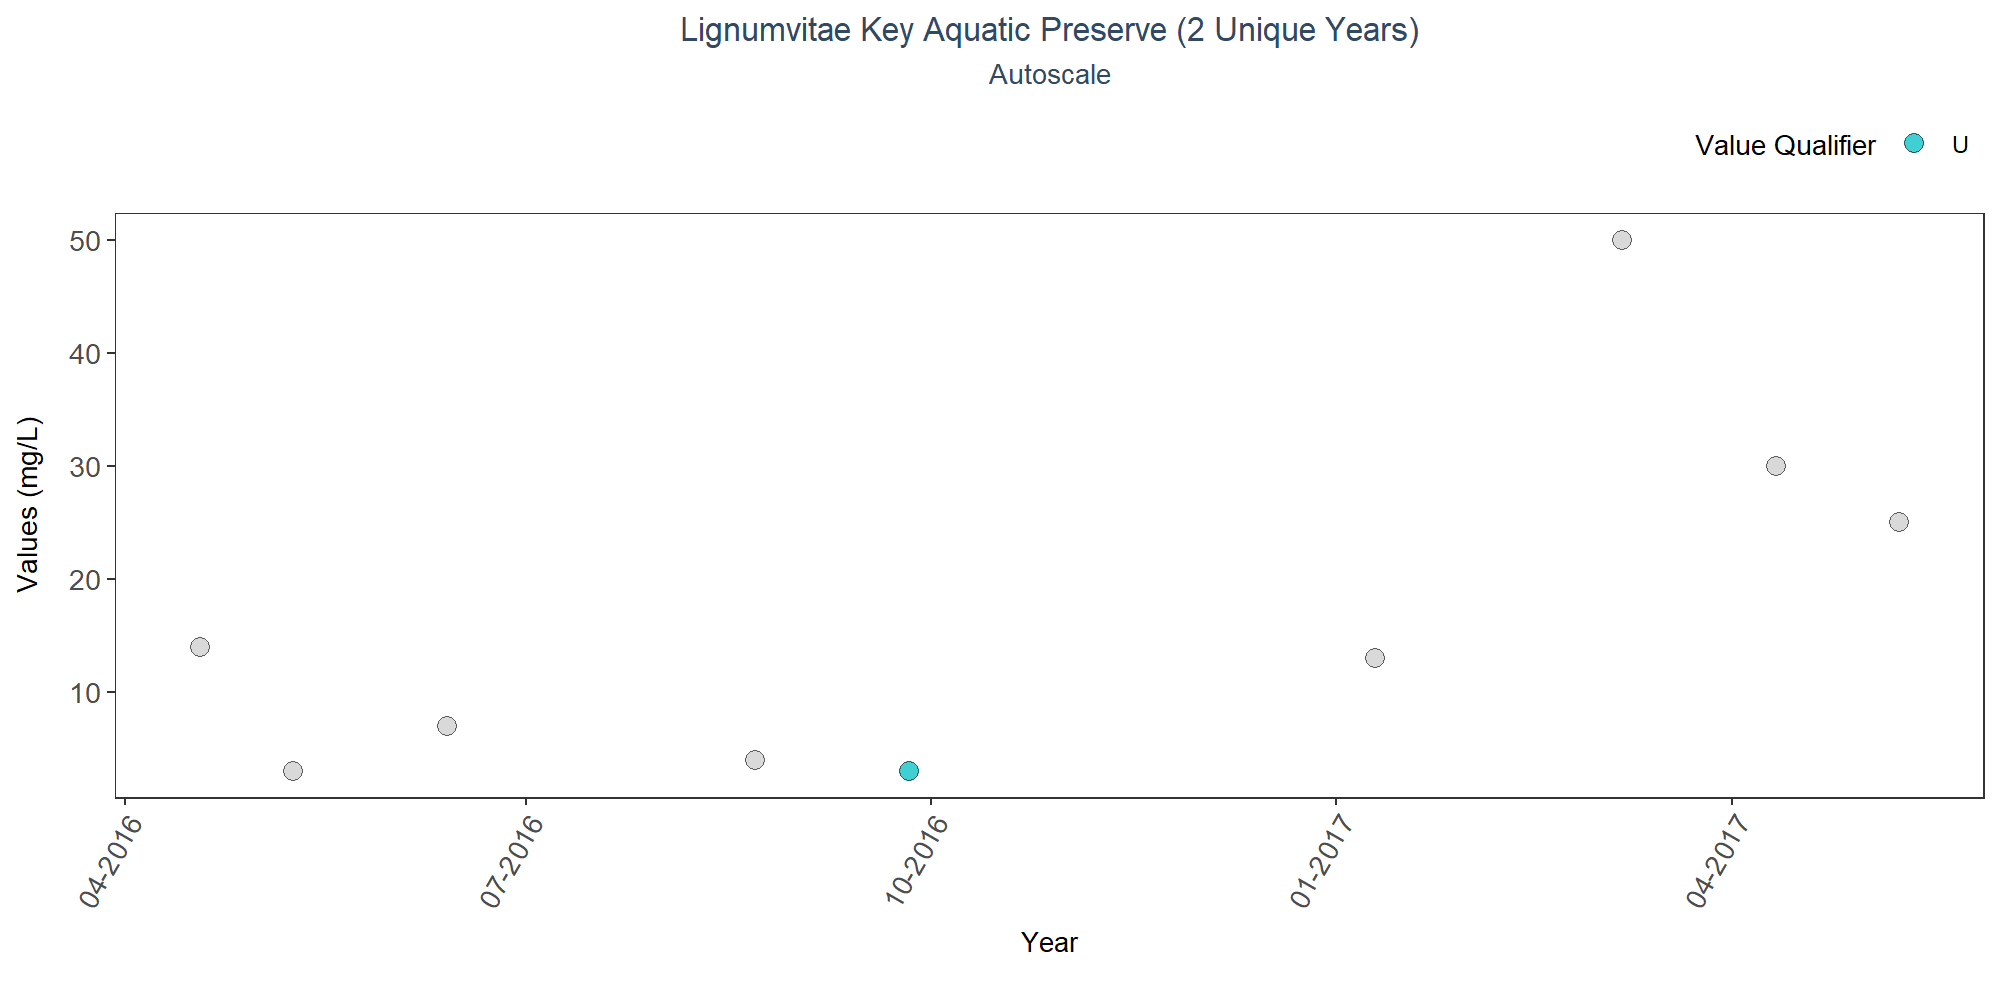 Lignumvitae Key Aquatic Preserve (2 Unique Years)
Autoscale
Value Qualifier U
50
40
30
20
10
Values (mg/L)
04-2016
07-2016
10-2016
01-2017
04-2017
Year